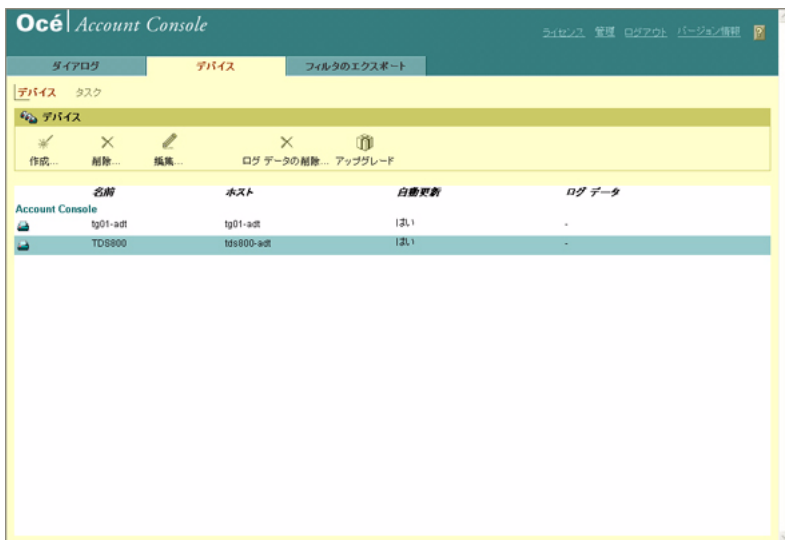 Océ Account Console
ライセンス 管理 ログアウト バージョン情報 ?
ダイアログ デバイス フィルタのエクスポート
デバイス タスク
デバイス
作成... 削除... 編集... ログ データの削除... アップグレード
名前 ホスト 自動更新 ログ データ
Account Console
tg01-adt tg01-adt はい -
TDS800 tds800-adt はい -